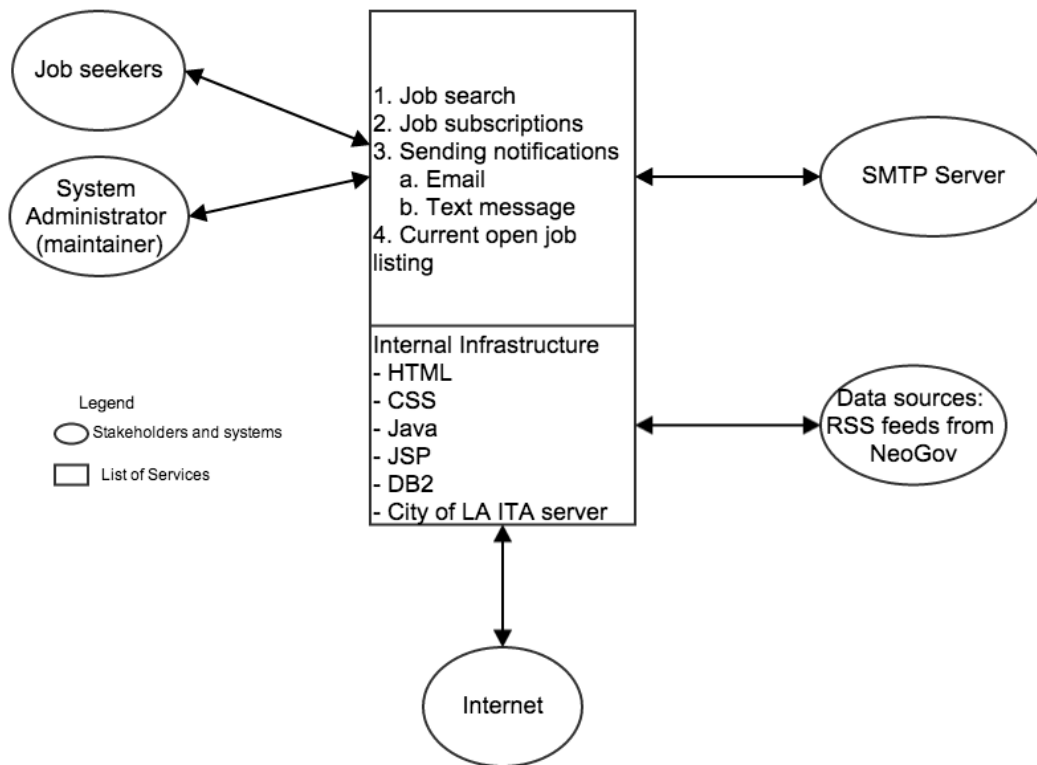 Job seekers
System
Administrator
(maintainer)
1. Job search
2. Job subscriptions
3. Sending notifications
a. Email
b. Text message
4. Current open job
listing
SMTP Server
Internal Infrastructure
- HTML
- CSS
- Java
- JSP
- DB2
- City of LA ITA server
Data sources:
RSS feeds from
NeoGov
Legend
Stakeholders and systems
List of Services
Internet